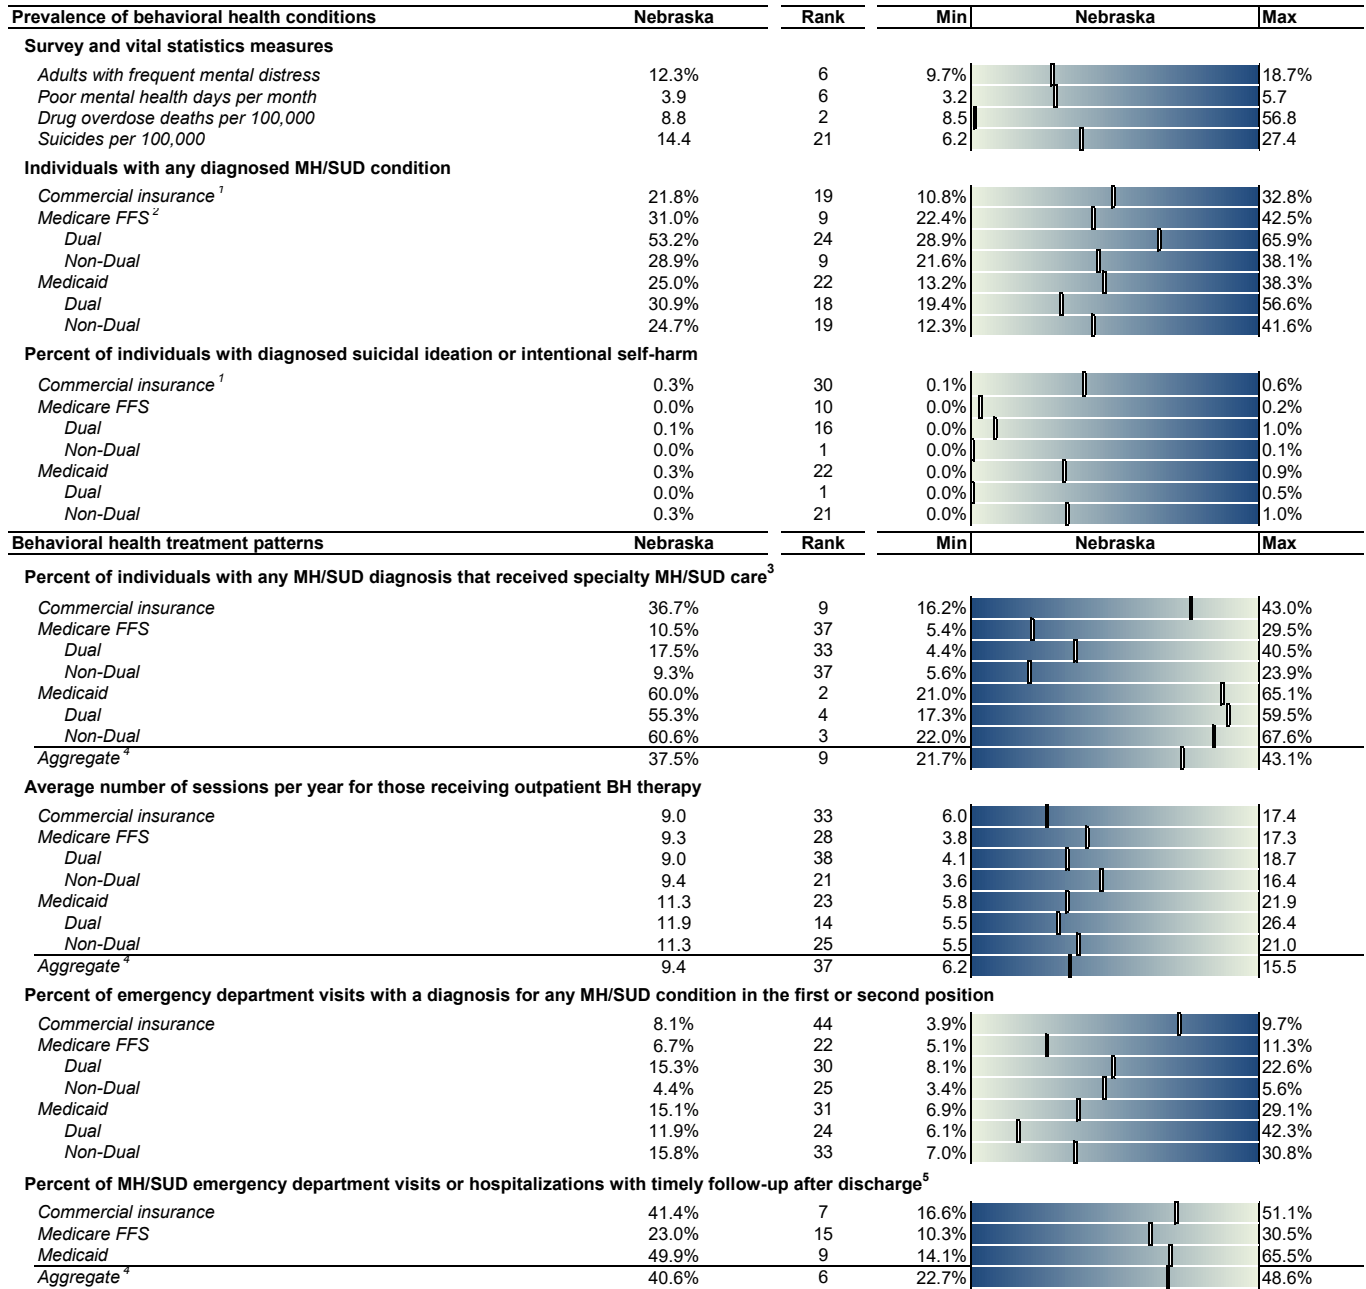 Prevalence of behavioral health conditions Nebraska Rank Min Nebraska Max
Survey and vital statistics measures
Adults with frequent mental distress 12.3% 6 9.7% 18.7%
Poor mental health days per month 3.9 6 3.2 5.7
Drug overdose deaths per 100,000 8.8 2 8.5 56.8
Suicides per 100,000 14.4 21 6.2 27.4
Individuals with any diagnosed MH/SUD condition
Commercial insurance 1 21.8% 19 10.8% 32.8%
Medicare FFS 2 31.0% 9 22.4% 42.5%
Dual 53.2% 24 28.9% 65.9%
Non-Dual 28.9% 9 21.6% 38.1%
Medicaid 25.0% 22 13.2% 38.3%
Dual 30.9% 18 19.4% 56.6%
Non-Dual 24.7% 19 12.3% 41.6%
Percent of individuals with diagnosed suicidal ideation or intentional self-harm
Commercial insurance 1 0.3% 30 0.1% 0.6%
Medicare FFS 0.0% 10 0.0% 0.2%
Dual 0.1% 16 0.0% 1.0%
Non-Dual 0.0% 1 0.0% 0.1%
Medicaid 0.3% 22 0.0% 0.9%
Dual 0.0% 1 0.0% 0.5%
Non-Dual 0.3% 21 0.0% 1.0%
Behavioral health treatment patterns Nebraska Rank Min Nebraska Max
Percent of individuals with any MH/SUD diagnosis that received specialty MH/SUD care3
Commercial insurance 36.7% 9 16.2% 43.0%
Medicare FFS 10.5% 37 5.4% 29.5%
Dual 17.5% 33 4.4% 40.5%
Non-Dual 9.3% 37 5.6% 23.9%
Medicaid 60.0% 2 21.0% 65.1%
Dual 55.3% 4 17.3% 59.5%
Non-Dual 60.6% 3 22.0% 67.6%
Aggregate 4 37.5% 9 21.7% 43.1%
Average number of sessions per year for those receiving outpatient BH therapy
Commercial insurance 9.0 33 6.0 17.4
Medicare FFS 9.3 28 3.8 17.3
Dual 9.0 38 4.1 18.7
Non-Dual 9.4 21 3.6 16.4
Medicaid 11.3 23 5.8 21.9
Dual 11.9 14 5.5 26.4
Non-Dual 11.3 25 5.5 21.0
Aggregate 4 9.4 37 6.2 15.5
Percent of emergency department visits with a diagnosis for any MH/SUD condition in the first or second position
Commercial insurance 8.1% 44 3.9% 9.7%
Medicare FFS 6.7% 22 5.1% 11.3%
Dual 15.3% 30 8.1% 22.6%
Non-Dual 4.4% 25 3.4% 5.6%
Medicaid 15.1% 31 6.9% 29.1%
Dual 11.9% 24 6.1% 42.3%
Non-Dual 15.8% 33 7.0% 30.8%
Percent of MH/SUD emergency department visits or hospitalizations with timely follow-up after discharge5
Commercial insurance 41.4% 7 16.6% 51.1%
Medicare FFS 23.0% 15 10.3% 30.5%
Medicaid 49.9% 9 14.1% 65.5%
Aggregate 4 40.6% 6 22.7% 48.6%